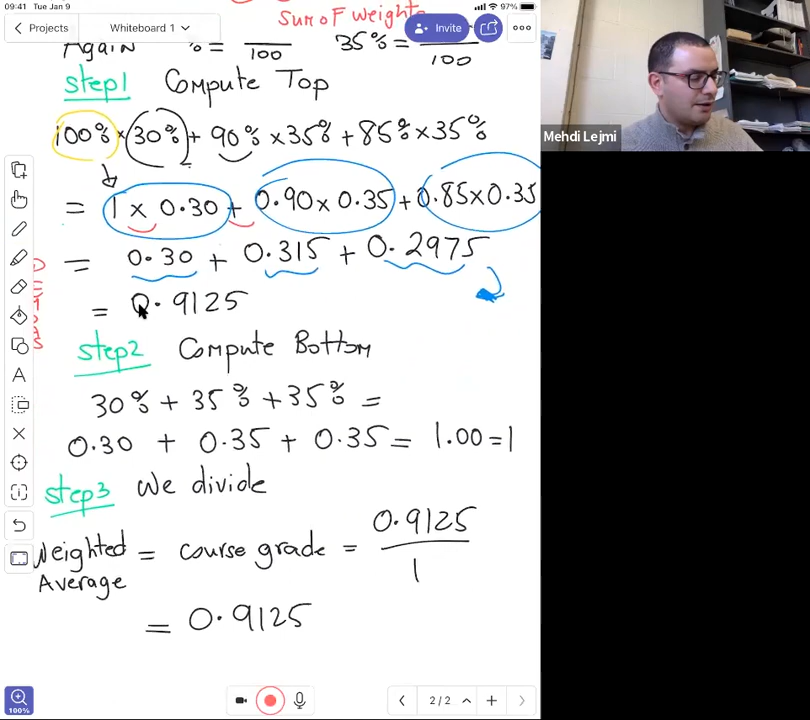 09:41 Tue Jan 9
97%
Projects
Whiteboard 1
Invite
Sum of weights
Again % = 100
35% = 100
step1 Compute Top
100% × 30% + 90% × 35% + 85% × 35%
= 1 × 0.30 + 0.90 × 0.35 + 0.85 × 0.35
= 0.30 + 0.315 + 0.2975
= 0.9125
step2 Compute Bottom
30% + 35% + 35% =
0.30 + 0.35 + 0.35 = 1.00 = 1
step3 We divide
Weighted Average = course grade = 0.9125 / 1
= 0.9125
Mehdi Lejmi
A
100%
2/2